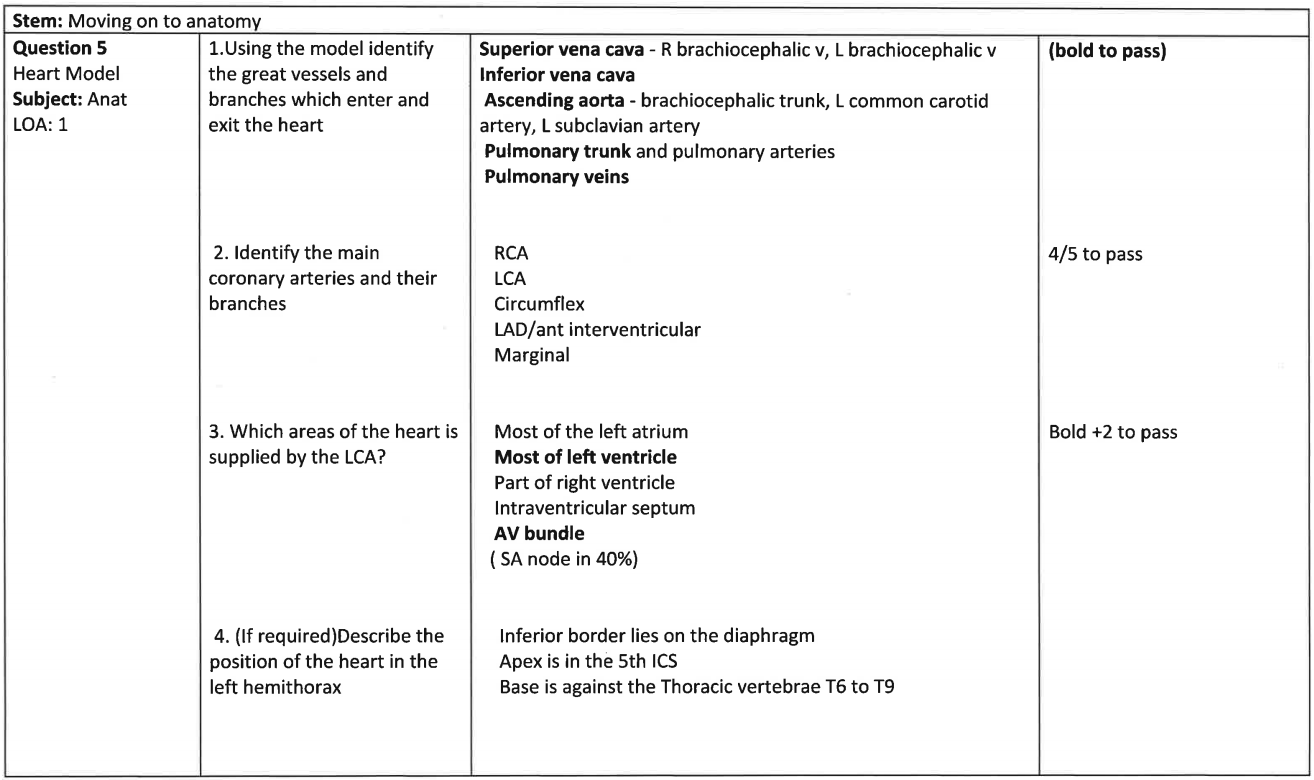 Stem: Moving on to anatomy
Question 5
Heart Model
Subject: Anat
LOA: 1
1.Using the model identify
the great vessels and
branches which enter and
exit the heart
Superior vena cava - R brachiocephalic v, L brachiocephalic v
Inferior vena cava
Ascending aorta - brachiocephalic trunk, L common carotid
artery, L subclavian artery
Pulmonary trunk and pulmonary arteries
Pulmonary veins
(bold to pass)
2. Identify the main
coronary arteries and their
branches
RCA
LCA
Circumflex
LAD/ant interventricular
Marginal
4/5 to pass
3. Which areas of the heart is
supplied by the LCA?
Most of the left atrium
Most of left ventricle
Part of right ventricle
Intraventricular septum
AV bundle
( SA node in 40%)
Bold +2 to pass
4. (If required)Describe the
position of the heart in the
left hemithorax
Inferior border lies on the diaphragm
Apex is in the 5th ICS
Base is against the Thoracic vertebrae T6 to T9